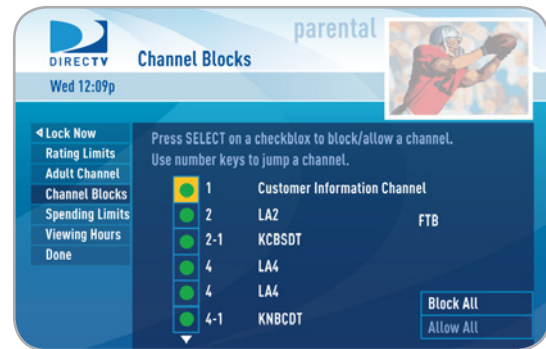 parental
DIRECTV
Channel Blocks
Wed 12:09p
Lock Now
Rating Limits
Adult Channel
Channel Blocks
Spending Limits
Viewing Hours
Done
Press SELECT on a checkblox to block/allow a channel.
Use number keys to jump a channel.
1 Customer Information Channel
2 LA2 FTB
2-1 KCBSDT
4 LA4
4 LA4
4-1 KNBCDT
Block All
Allow All